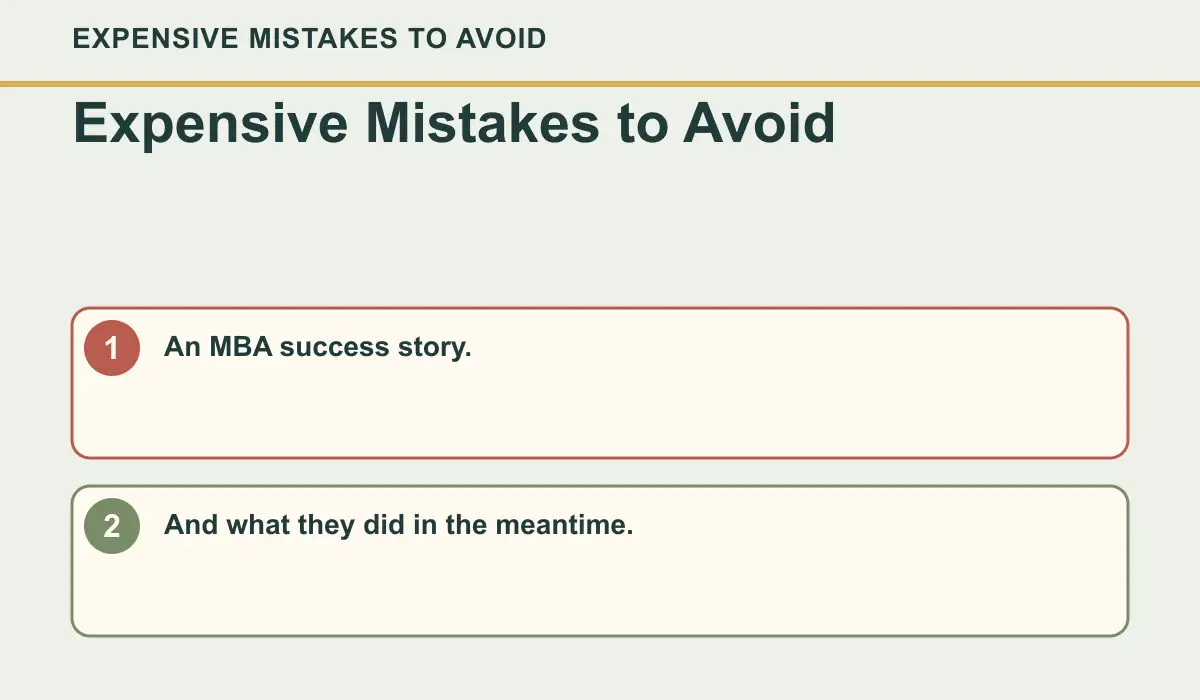 EXPENSIVE MISTAKES TO AVOID
Expensive Mistakes to Avoid
1 An MBA success story.
2 And what they did in the meantime.